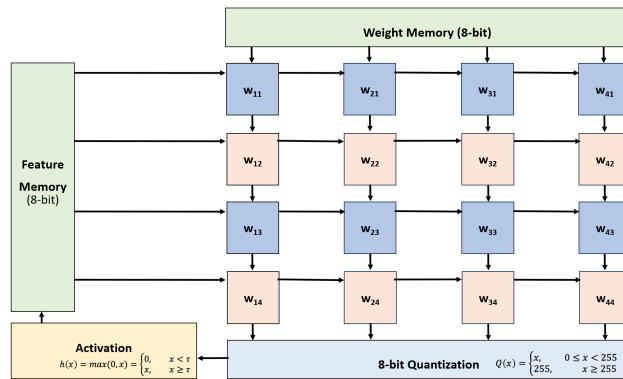 Weight Memory (8-bit)
w₁₁ w₂₁ w₃₁ w₄₁
w₁₂ w₂₂ w₃₂ w₄₂
Feature
Memory
(8-bit)
w₁₃ w₂₃ w₃₃ w₄₃
w₁₄ w₂₄ w₃₄ w₄₄
Activation
h(x) = max(0, x) = {0, x < τ
x, x ≥ τ
8-bit Quantization Q(x) = {x, 0 ≤ x < 255
255, x ≥ 255